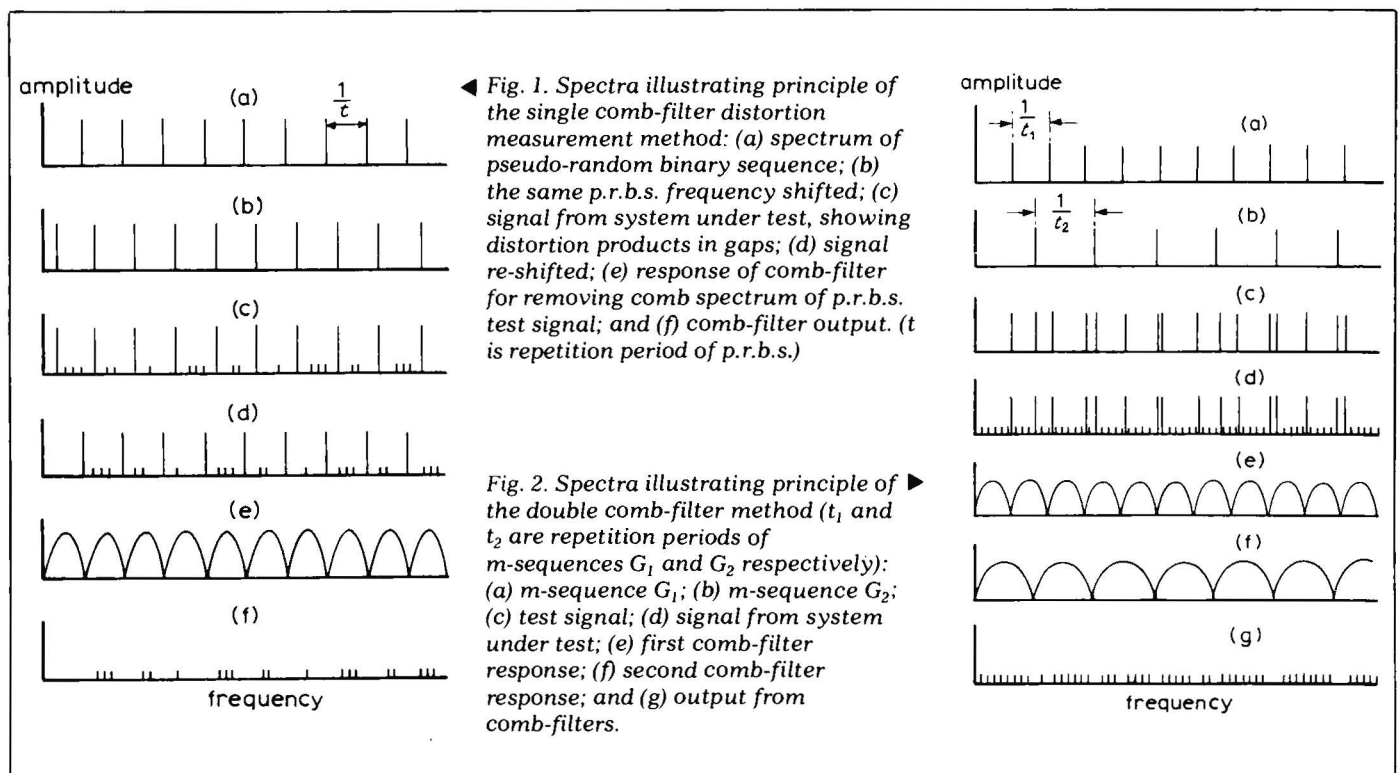 amplitude
(a)
1/t
(b)
(c)
(d)
(e)
(f)
frequency
◄ Fig. 1. Spectra illustrating principle of
the single comb-filter distortion
measurement method: (a) spectrum of
pseudo-random binary sequence; (b)
the same p.r.b.s. frequency shifted; (c)
signal from system under test, showing
distortion products in gaps; (d) signal
re-shifted; (e) response of comb-filter
for removing comb spectrum of p.r.b.s.
test signal; and (f) comb-filter output. (t
is repetition period of p.r.b.s.)
Fig. 2. Spectra illustrating principle of ►
the double comb-filter method (t₁ and
t₂ are repetition periods of
m-sequences G₁ and G₂ respectively):
(a) m-sequence G₁; (b) m-sequence G₂;
(c) test signal; (d) signal from system
under test; (e) first comb-filter
response; (f) second comb-filter
response; and (g) output from
comb-filters.
amplitude
1/t₁
(a)
1/t₂
(b)
(c)
(d)
(e)
(f)
(g)
frequency